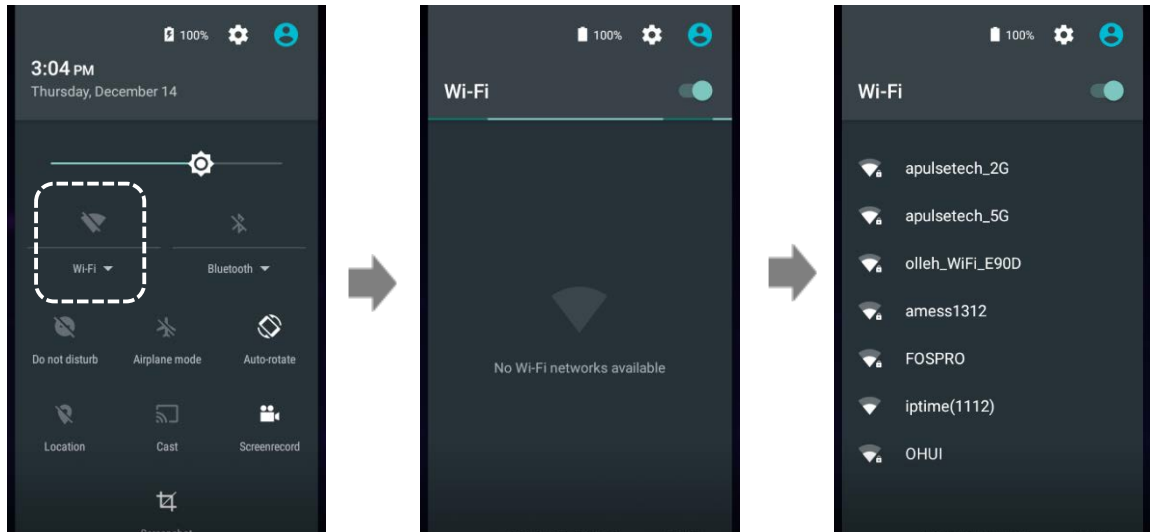 100%
3:04 PM
Thursday, December 14
Wi-Fi
Bluetooth
Do not disturb
Airplane mode
Auto-rotate
Location
Cast
Screenrecord
100%
Wi-Fi
No Wi-Fi networks available
100%
Wi-Fi
apulsetech_2G
apulsetech_5G
olleh_WiFi_E90D
amess1312
FOSPRO
iptime(1112)
OHUI